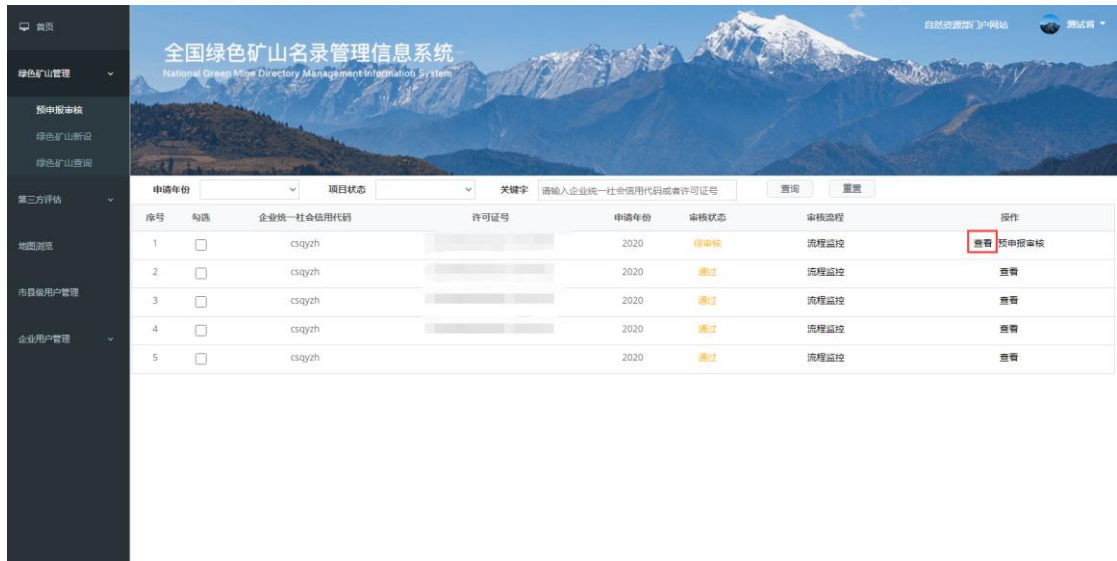 首页
自然资源部门户网站
测试省
全国绿色矿山名录管理信息系统
National Green Mine Directory Management Information System
绿色矿山管理
预申报审核
绿色矿山新设
绿色矿山查询
第三方评估
地图浏览
市县级用户管理
企业用户管理
申请年份 项目状态 关键字 请输入企业统一社会信用代码或者许可证号 查询 重置
序号 勾选 企业统一社会信用代码 许可证号 申请年份 审核状态 审核流程 操作
1 csqyzh 2020 待审核 流程监控 查看 预申报审核
2 csqyzh 2020 通过 流程监控 查看
3 csqyzh 2020 通过 流程监控 查看
4 csqyzh 2020 通过 流程监控 查看
5 csqyzh 2020 通过 流程监控 查看